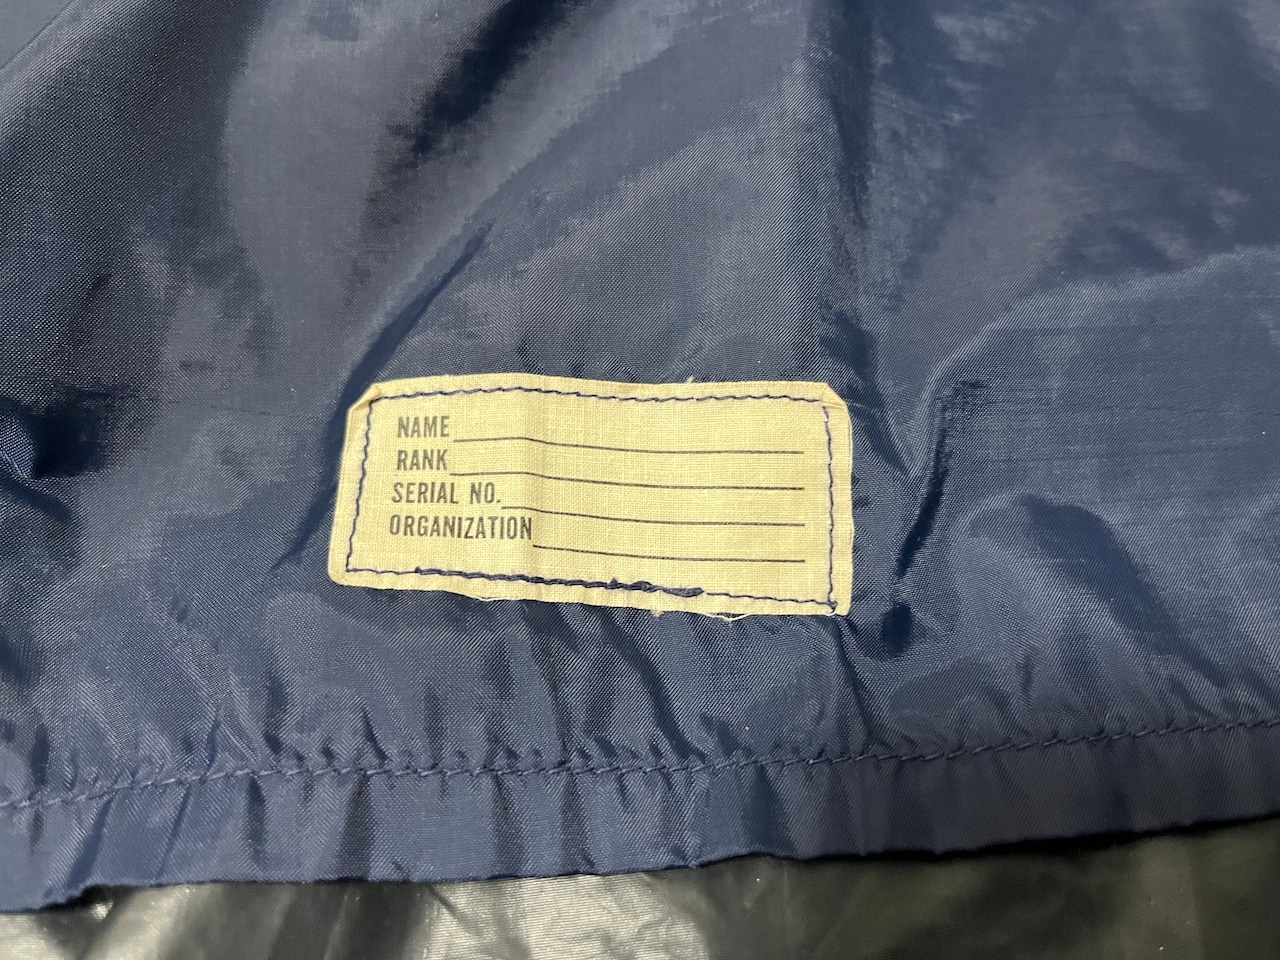 NAME
RANK
SERIAL NO.
ORGANIZATION